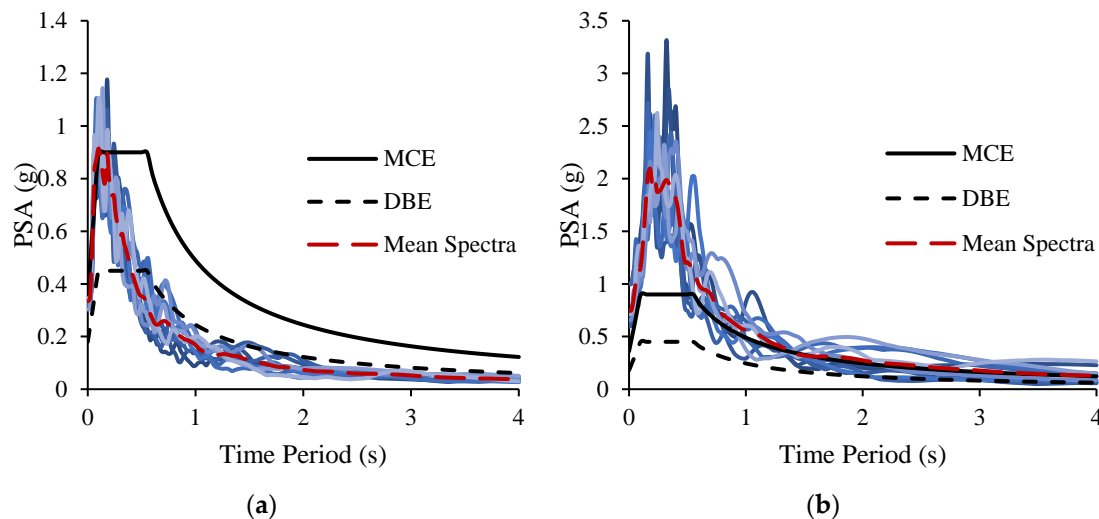 1.4
1.2
1
0.8
0.6
0.4
0.2
0
PSA (g)
0 1 2 3 4
Time Period (s)
MCE
DBE
Mean Spectra
(a)
3.5
3
2.5
2
1.5
1
0.5
0
PSA (g)
0 1 2 3 4
Time Period (s)
MCE
DBE
Mean Spectra
(b)